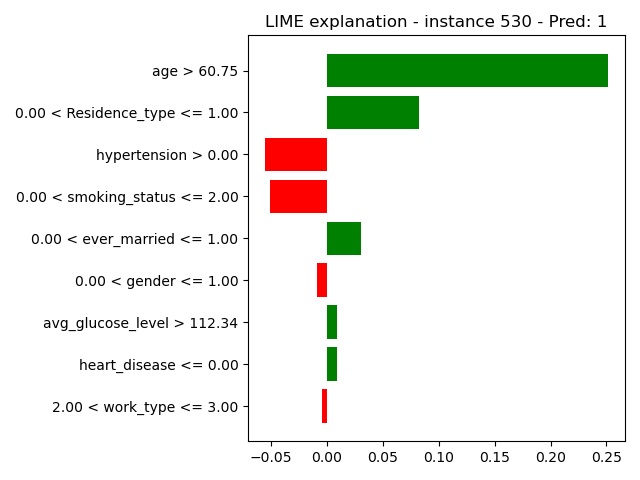 LIME explanation - instance 530 - Pred: 1
age > 60.75
0.00 < Residence_type <= 1.00
hypertension > 0.00
0.00 < smoking_status <= 2.00
0.00 < ever_married <= 1.00
0.00 < gender <= 1.00
avg_glucose_level > 112.34
heart_disease <= 0.00
2.00 < work_type <= 3.00
−0.05 0.00 0.05 0.10 0.15 0.20 0.25